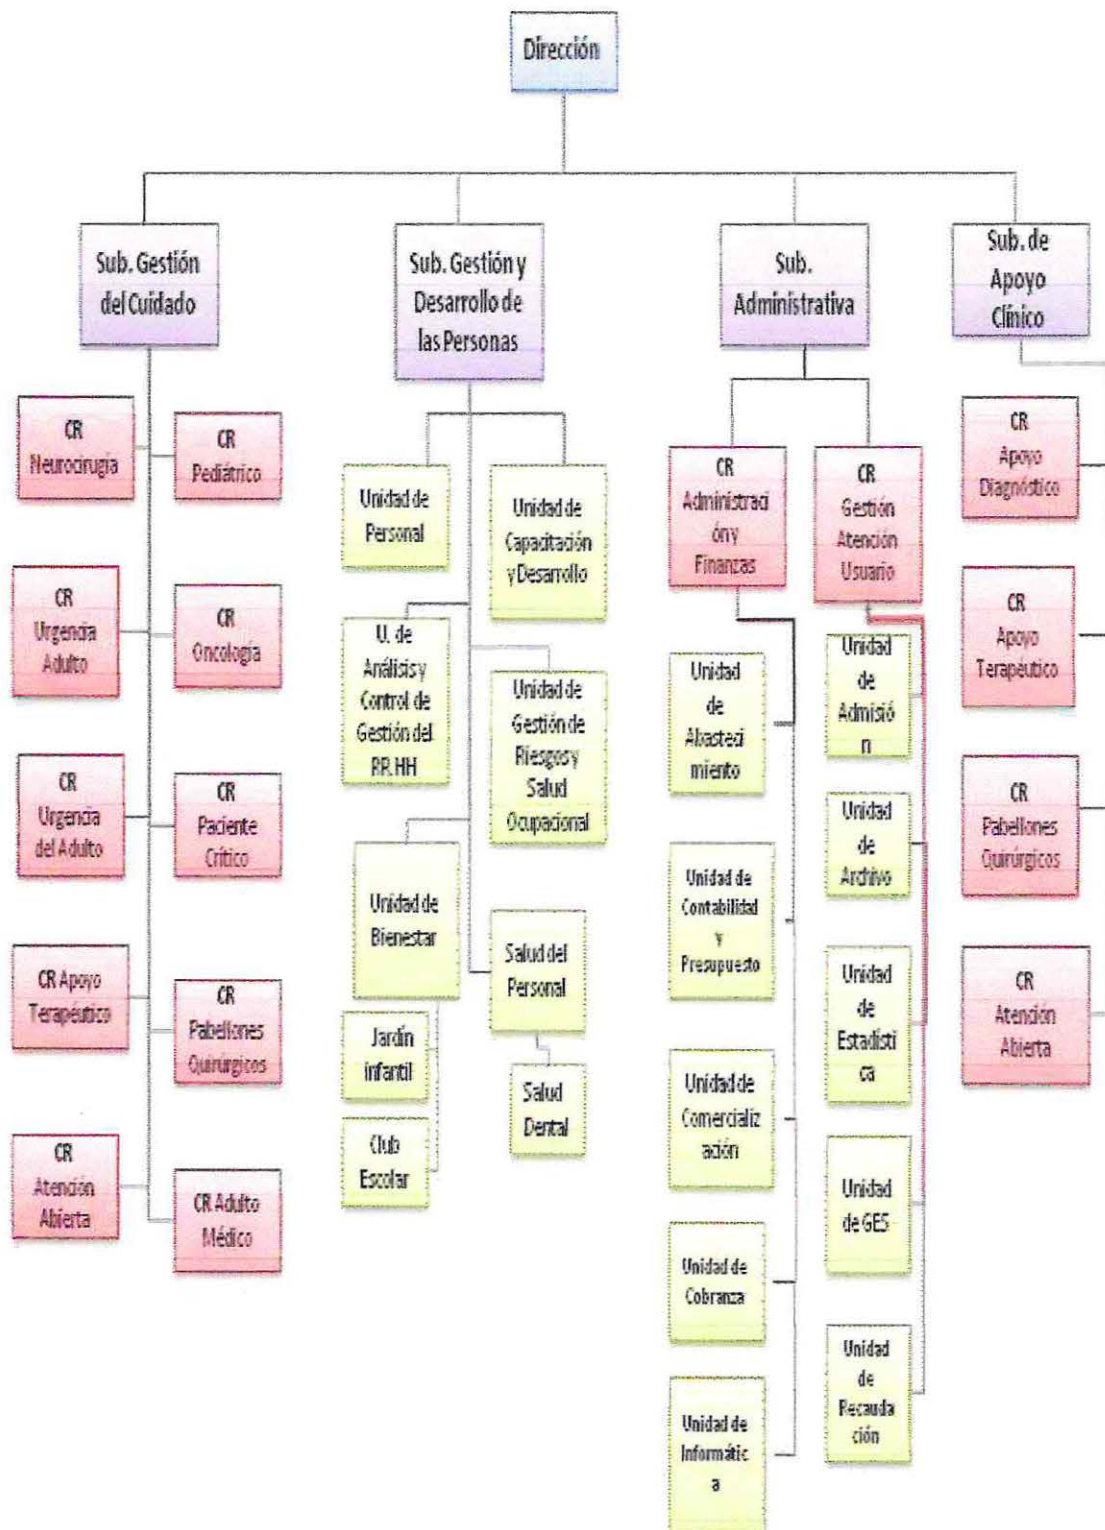 Dirección
Sub. Gestión
del Cuidado
Sub. Gestión y
Desarrollo de
las Personas
Sub.
Administrativa
Sub. de
Apoyo
Clínico
CR
Neurocirugía
CR
Pediátrico
CR
Urgencia
Adulto
CR
Oncología
CR
Urgencia
del Adulto
CR
Paciente
Crítico
CR Apoyo
Terapéutico
CR
Pabellones
Quirúrgicos
CR
Atención
Abierta
CR Adulto
Médico
Unidad de
Personal
Unidad de
Capacitación
y Desarrollo
U. de
Análisis y
Control de
Gestión del
RR.HH
Unidad de
Gestión de
Riesgos y
Salud
Ocupacional
Unidad de
Bienestar
Salud del
Personal
Jardín
infantil
Salud
Dental
Club
Escolar
CR
Administraci
ón y
Finanzas
CR
Gestión
Atención
Usuario
Unidad
de
Abasteci
miento
Unidad de
Contabilidad
y
Presupuesto
Unidad de
Comercializ
ación
Unidad de
Cobranza
Unidad de
Informátic
a
Unidad
de
Admisió
n
Unidad
de
Archivo
Unidad
de
Estadíst
ca
Unidad
de GES
Unidad
de
Recauda
ción
CR
Apoyo
Diagnóstico
CR
Apoyo
Terapéutico
CR
Pabellones
Quirúrgicos
CR
Atención
Abierta